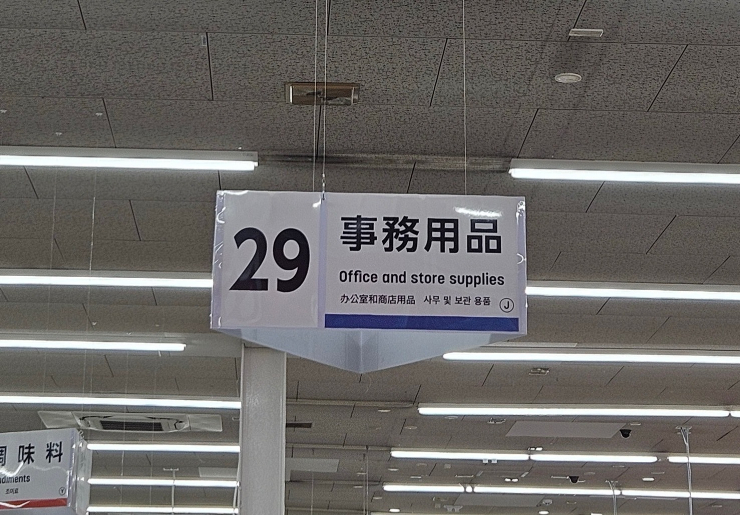 29
事務用品
Office and store supplies
办公室和商店用品 사무 및 보관 용품 J
調味料